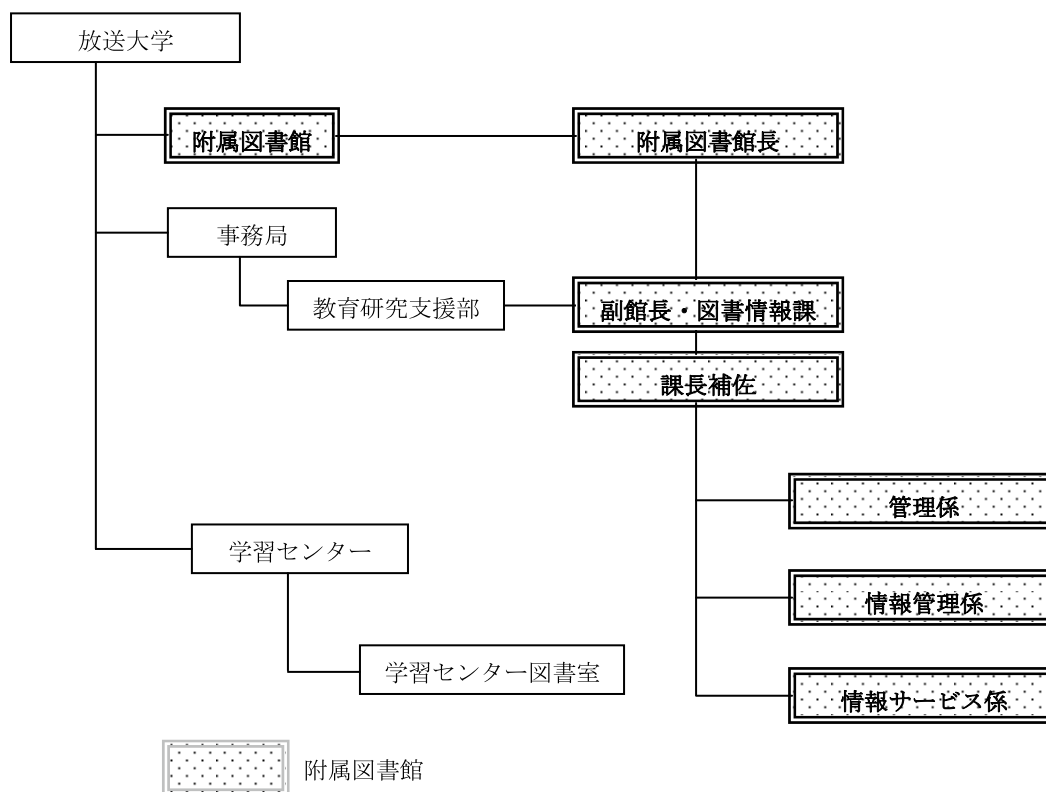 放送大学
附属図書館
附属図書館長
事務局
教育研究支援部
副館長・図書情報課
課長補佐
管理係
学習センター
情報管理係
学習センター図書室
情報サービス係
附属図書館